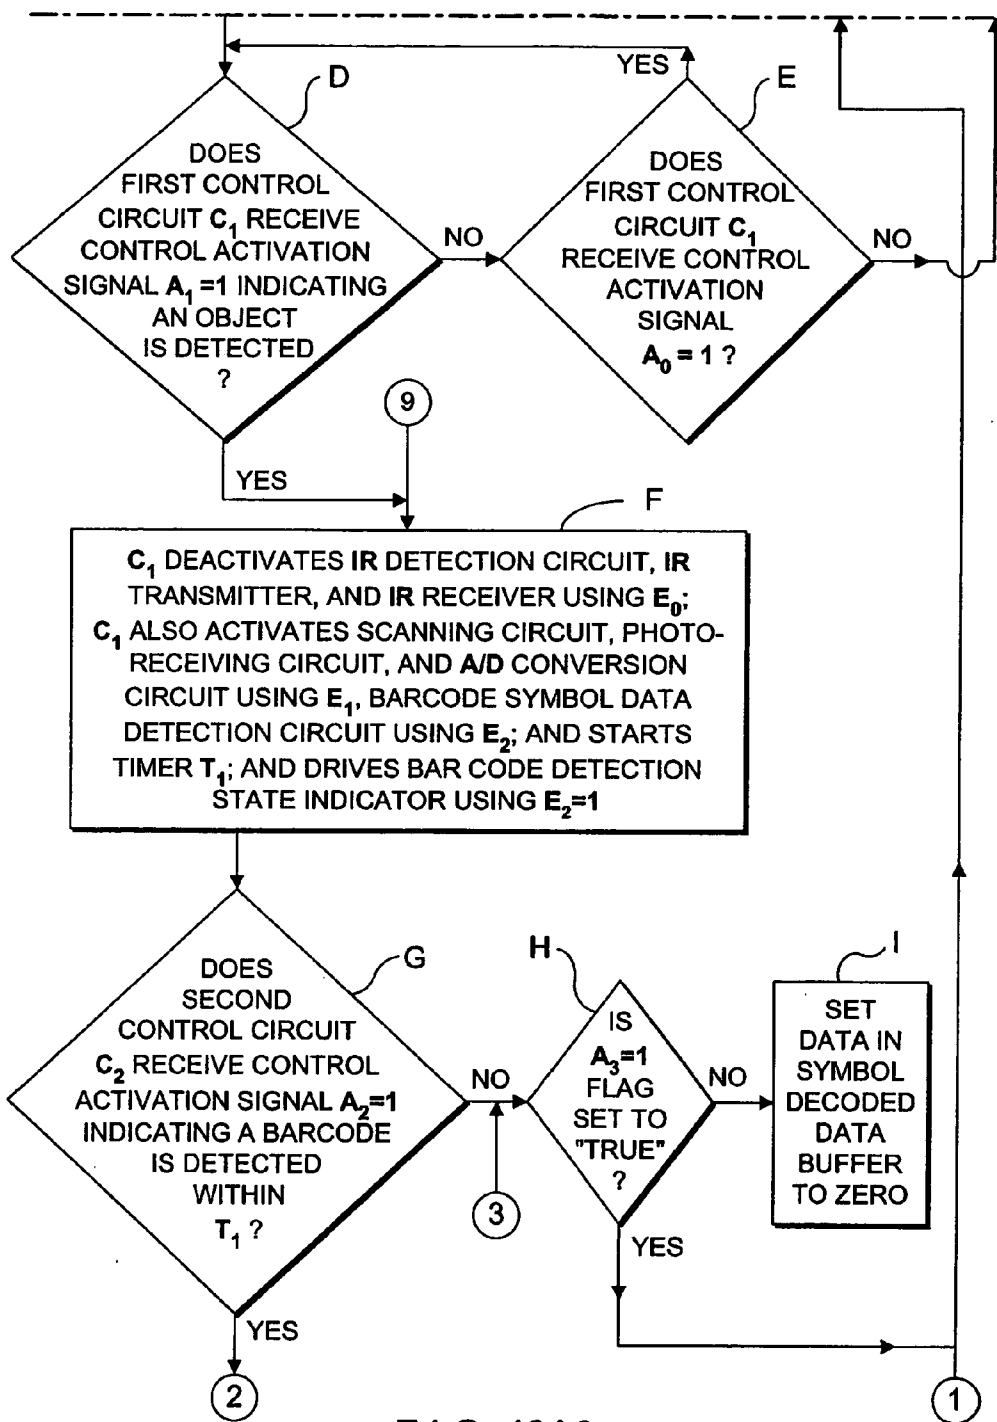 YES
D
E
DOES
FIRST CONTROL
CIRCUIT C1 RECEIVE
CONTROL ACTIVATION
SIGNAL A1 =1 INDICATING
AN OBJECT
IS DETECTED
?
NO
DOES
FIRST CONTROL
CIRCUIT C1
RECEIVE CONTROL
ACTIVATION
SIGNAL
A0 = 1 ?
NO
9
YES
F
C1 DEACTIVATES IR DETECTION CIRCUIT, IR
TRANSMITTER, AND IR RECEIVER USING E0;
C1 ALSO ACTIVATES SCANNING CIRCUIT, PHOTO-
RECEIVING CIRCUIT, AND A/D CONVERSION
CIRCUIT USING E1, BARCODE SYMBOL DATA
DETECTION CIRCUIT USING E2; AND STARTS
TIMER T1; AND DRIVES BAR CODE DETECTION
STATE INDICATOR USING E2=1
G
DOES
SECOND
CONTROL CIRCUIT
C2 RECEIVE CONTROL
ACTIVATION SIGNAL A2=1
INDICATING A BARCODE
IS DETECTED
WITHIN
T1 ?
NO
3
H
IS
A3=1
FLAG
SET TO
"TRUE"
?
NO
I
SET
DATA IN
SYMBOL
DECODED
DATA
BUFFER
TO ZERO
YES
YES
2
1